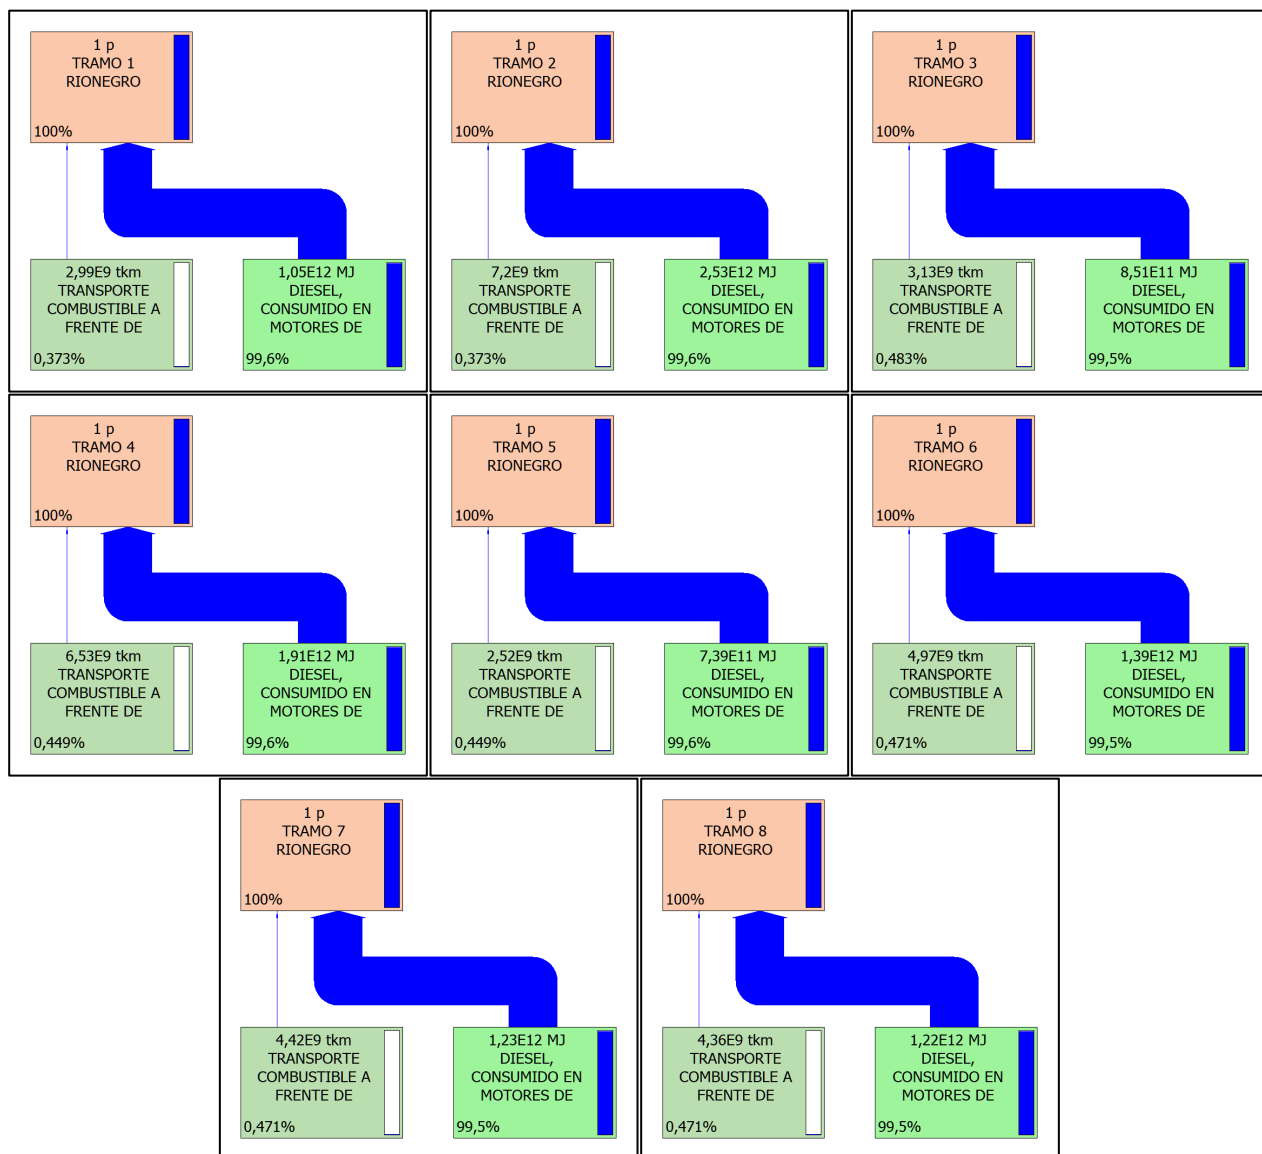 1 p
TRAMO 1
RIONEGRO
100%
2,99E9 tkm
TRANSPORTE
COMBUSTIBLE A
FRENTE DE
0,373%
1,05E12 MJ
DIESEL,
CONSUMIDO EN
MOTORES DE
99,6%
1 p
TRAMO 2
RIONEGRO
100%
7,2E9 tkm
TRANSPORTE
COMBUSTIBLE A
FRENTE DE
0,373%
2,53E12 MJ
DIESEL,
CONSUMIDO EN
MOTORES DE
99,6%
1 p
TRAMO 3
RIONEGRO
100%
3,13E9 tkm
TRANSPORTE
COMBUSTIBLE A
FRENTE DE
0,483%
8,51E11 MJ
DIESEL,
CONSUMIDO EN
MOTORES DE
99,5%
1 p
TRAMO 4
RIONEGRO
100%
6,53E9 tkm
TRANSPORTE
COMBUSTIBLE A
FRENTE DE
0,449%
1,91E12 MJ
DIESEL,
CONSUMIDO EN
MOTORES DE
99,6%
1 p
TRAMO 5
RIONEGRO
100%
2,52E9 tkm
TRANSPORTE
COMBUSTIBLE A
FRENTE DE
0,449%
7,39E11 MJ
DIESEL,
CONSUMIDO EN
MOTORES DE
99,6%
1 p
TRAMO 6
RIONEGRO
100%
4,97E9 tkm
TRANSPORTE
COMBUSTIBLE A
FRENTE DE
0,471%
1,39E12 MJ
DIESEL,
CONSUMIDO EN
MOTORES DE
99,5%
1 p
TRAMO 7
RIONEGRO
100%
4,42E9 tkm
TRANSPORTE
COMBUSTIBLE A
FRENTE DE
0,471%
1,23E12 MJ
DIESEL,
CONSUMIDO EN
MOTORES DE
99,5%
1 p
TRAMO 8
RIONEGRO
100%
4,36E9 tkm
TRANSPORTE
COMBUSTIBLE A
FRENTE DE
0,471%
1,22E12 MJ
DIESEL,
CONSUMIDO EN
MOTORES DE
99,5%